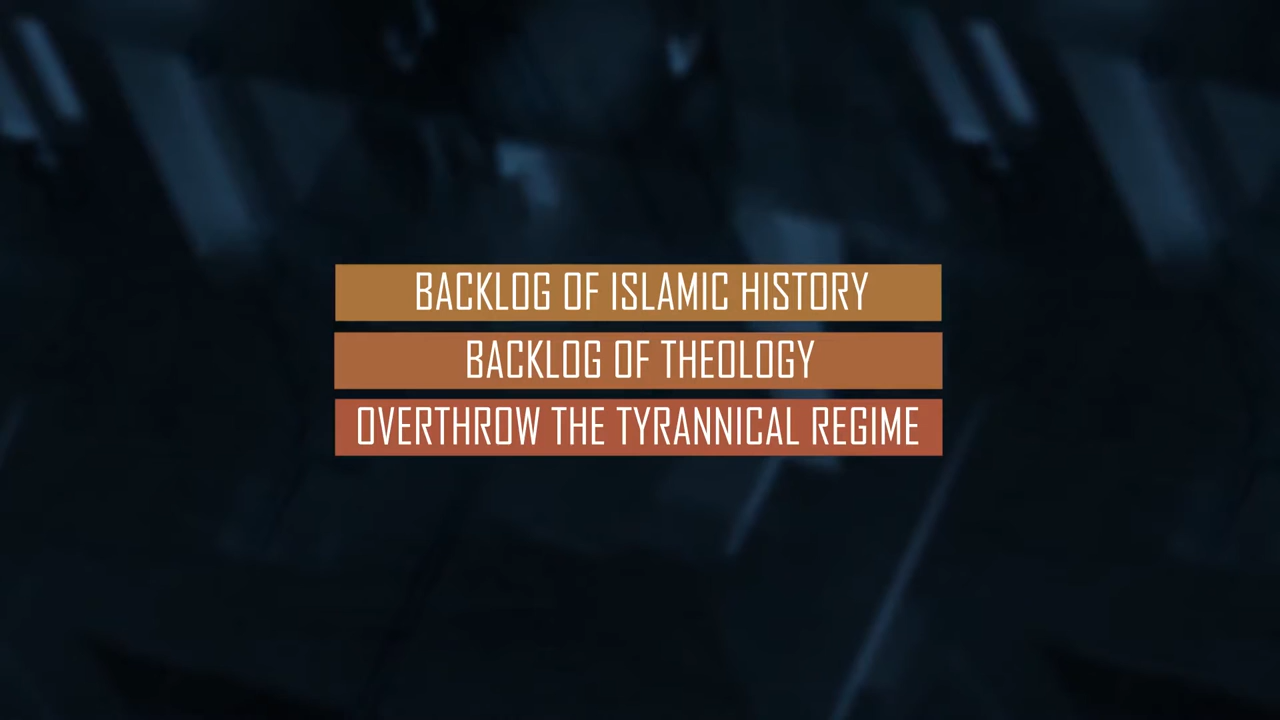 BACKLOG OF ISLAMIC HISTORY
BACKLOG OF THEOLOGY
OVERTHROW THE TYRANNICAL REGIME